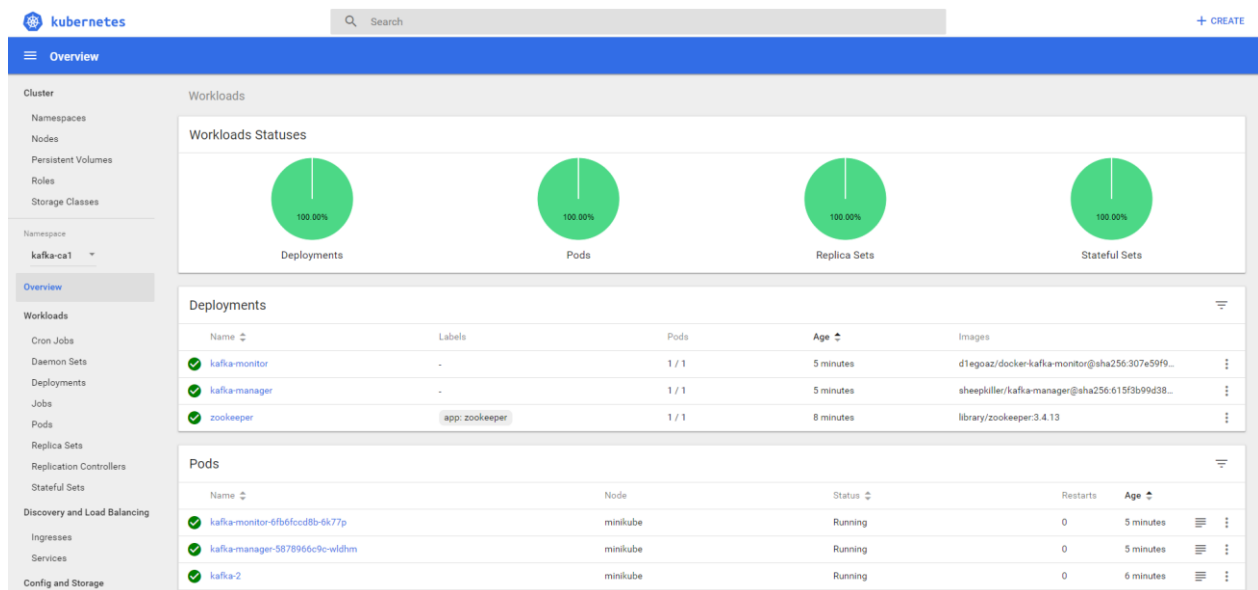 kubernetes
Search
+ CREATE
Overview
Cluster
Namespaces
Nodes
Persistent Volumes
Roles
Storage Classes
Namespace
kafka-ca1
Overview
Workloads
Cron Jobs
Daemon Sets
Deployments
Jobs
Pods
Replica Sets
Replication Controllers
Stateful Sets
Discovery and Load Balancing
Ingresses
Services
Config and Storage
Workloads
Workloads Statuses
100.00% 100.00% 100.00% 100.00%
Deployments Pods Replica Sets Stateful Sets
Deployments
Name Labels Pods Age Images
kafka-monitor - 1 / 1 5 minutes d1egoaz/docker-kafka-monitor@sha256:307e59f9...
kafka-manager - 1 / 1 5 minutes sheepkiller/kafka-manager@sha256:615f3b99d38...
zookeeper app: zookeeper 1 / 1 8 minutes library/zookeeper:3.4.13
Pods
Name Node Status Restarts Age
kafka-monitor-6fb6fccd8b-6k77p minikube Running 0 5 minutes
kafka-manager-5878966c9c-wldhm minikube Running 0 5 minutes
kafka-2 minikube Running 0 6 minutes